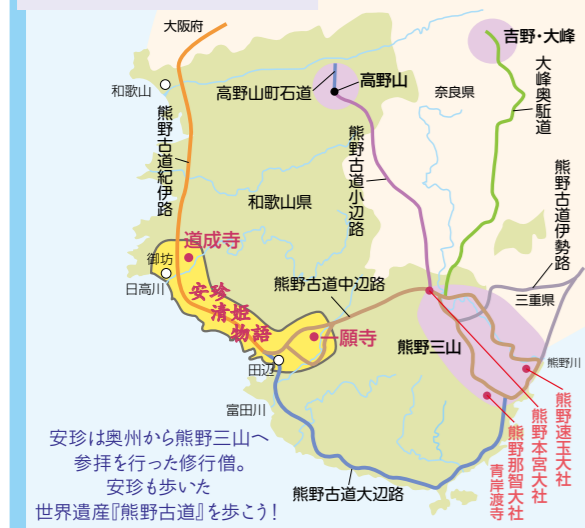 大阪府
吉野・大峰
和歌山
高野山町石道
高野山
奈良県
大峰奥駈道
熊野古道紀伊路
熊野古道小辺路
熊野古道伊勢路
和歌山県
道成寺
御坊
日高川
安珍
清姫
物語
熊野古道中辺路
三重県
一願寺
熊野三山
熊野川
田辺
富田川
熊野速玉大社
熊野本宮大社
熊野那智大社
青岸渡寺
熊野古道大辺路
安珍は奥州から熊野三山へ
参拝を行った修行僧。
安珍も歩いた
世界遺産『熊野古道』を歩こう！